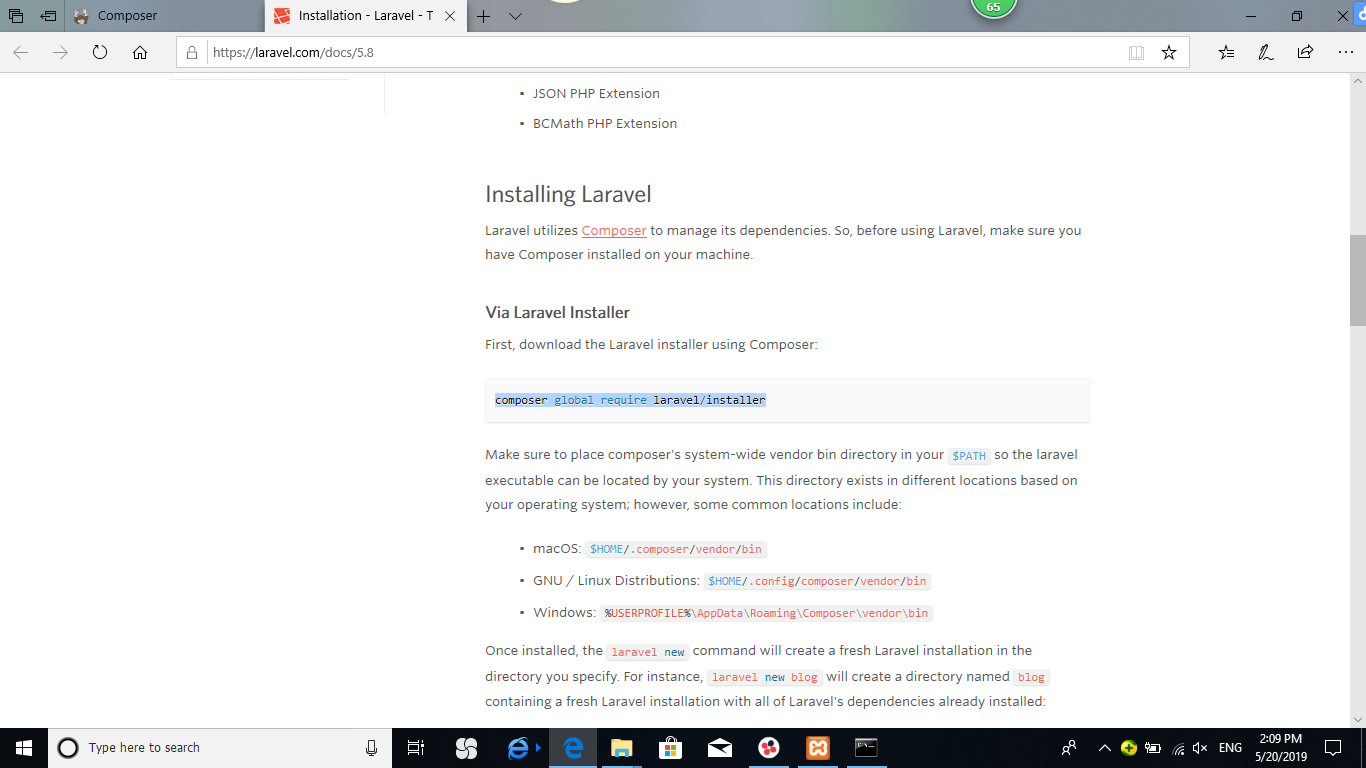 Composer
Installation - Laravel - T
65
https://laravel.com/docs/5.8
JSON PHP Extension
BCMath PHP Extension
Installing Laravel
Laravel utilizes Composer to manage its dependencies. So, before using Laravel, make sure you
have Composer installed on your machine.
Via Laravel Installer
First, download the Laravel installer using Composer:
composer global require laravel/installer
Make sure to place composer's system-wide vendor bin directory in your $PATH so the laravel
executable can be located by your system. This directory exists in different locations based on
your operating system; however, some common locations include:
macOS: $HOME/.composer/vendor/bin
GNU / Linux Distributions: $HOME/.config/composer/vendor/bin
Windows: %USERPROFILE%\AppData\Roaming\Composer\vendor\bin
Once installed, the laravel new command will create a fresh Laravel installation in the
directory you specify. For instance, laravel new blog will create a directory named blog
containing a fresh Laravel installation with all of Laravel's dependencies already installed:
Type here to search
ENG
2:09 PM
5/20/2019